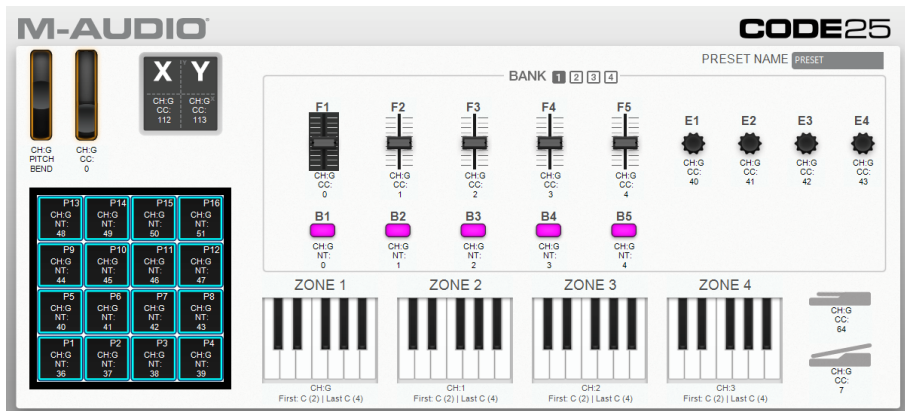 M-AUDIO
CODE25
PRESET NAME PRESET
BANK 1 2 3 4
CH:G
PITCH
BEND
CH:G
CC:
0
X Y
Y
X
CH:G CH:G
CC: CC:
112 113
F1 F2 F3 F4 F5
CH:G CH:G CH:G CH:G CH:G
CC: CC: CC: CC: CC:
0 1 2 3 4
E1 E2 E3 E4
CH:G CH:G CH:G CH:G
CC: CC: CC: CC:
40 41 42 43
B1 B2 B3 B4 B5
CH:G CH:G CH:G CH:G CH:G
NT: NT: NT: NT: NT:
0 1 2 3 4
P13 P14 P15 P16
CH:G CH:G CH:G CH:G
NT: NT: NT: NT:
48 49 50 51
P9 P10 P11 P12
CH:G CH:G CH:G CH:G
NT: NT: NT: NT:
44 45 46 47
P5 P6 P7 P8
CH:G CH:G CH:G CH:G
NT: NT: NT: NT:
40 41 42 43
P1 P2 P3 P4
CH:G CH:G CH:G CH:G
NT: NT: NT: NT:
36 37 38 39
ZONE 1 ZONE 2 ZONE 3 ZONE 4
CH:G CH:1 CH:2 CH:3
First: C (2) | Last C (4) First: C (2) | Last C (4) First: C (2) | Last C (4) First: C (2) | Last C (4)
CH:G
CC:
64
CH:G
CC:
7